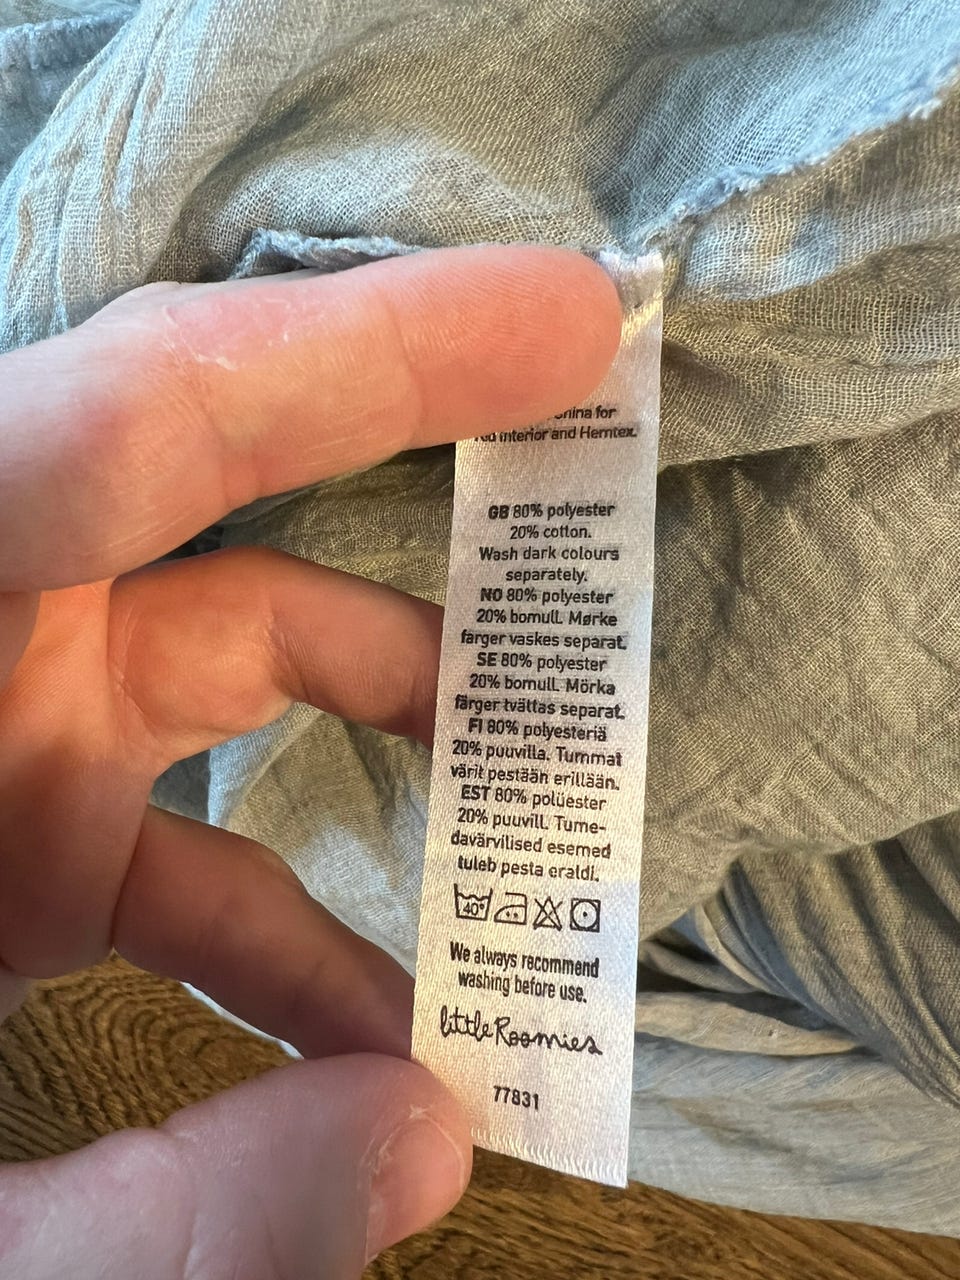 for
interior and Hemtex.
GB 80% polyester
20% cotton.
Wash dark colours
separately.
NO 80% polyester
20% bomull. Mørke
farger vaskes separat.
SE 80% polyester
20% bomull. Mörka
färger tvättas separat.
FI 80% polyesteriä
20% puuvilla. Tummat
värit pestään erillään.
EST 80% polüester
20% puuvill. Tume-
davärvilised esemed
tuleb pesta eraldi.
40°
We always recommend
washing before use.
little Roomies
77831